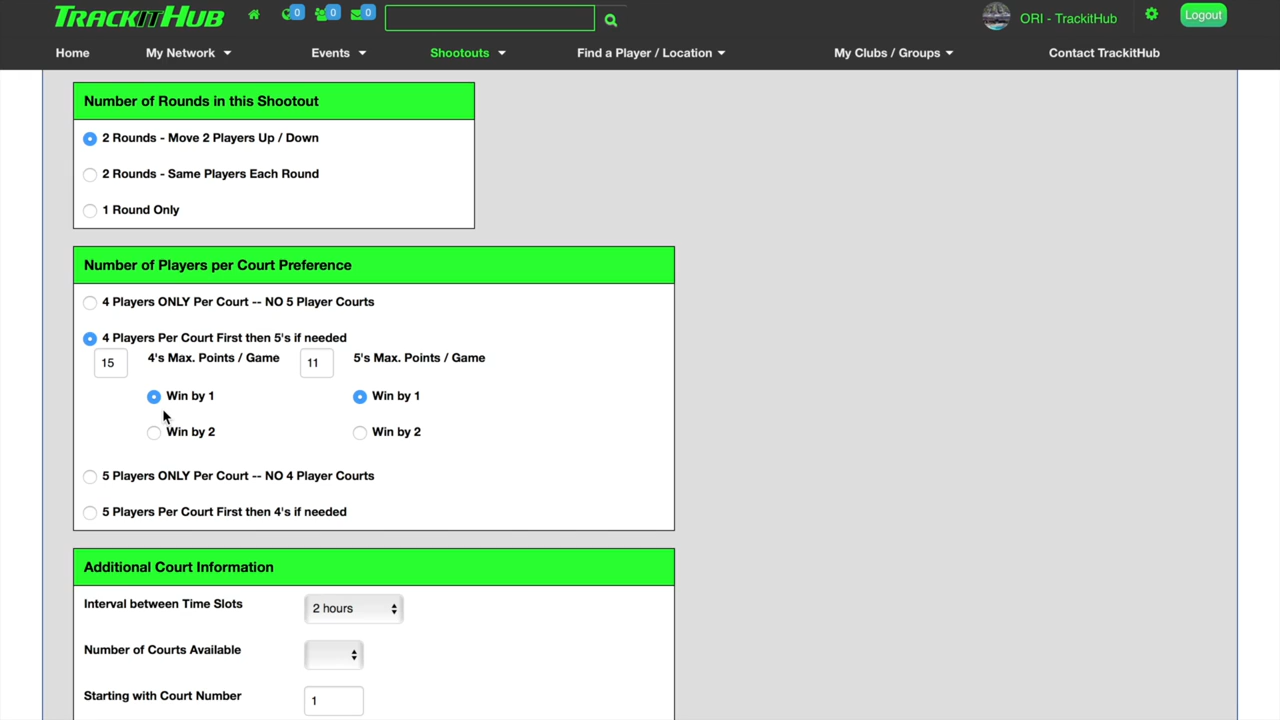 TRACKITHUB
0
0
0
ORI - TrackitHub
Logout
Home
My Network
Events
Shootouts
Find a Player / Location
My Clubs / Groups
Contact TrackitHub
Number of Rounds in this Shootout
2 Rounds - Move 2 Players Up / Down
2 Rounds - Same Players Each Round
1 Round Only
Number of Players per Court Preference
4 Players ONLY Per Court -- NO 5 Player Courts
4 Players Per Court First then 5's if needed
15 4's Max. Points / Game 11 5's Max. Points / Game
Win by 1 Win by 1
Win by 2 Win by 2
5 Players ONLY Per Court -- NO 4 Player Courts
5 Players Per Court First then 4's if needed
Additional Court Information
Interval between Time Slots 2 hours
Number of Courts Available
Starting with Court Number 1